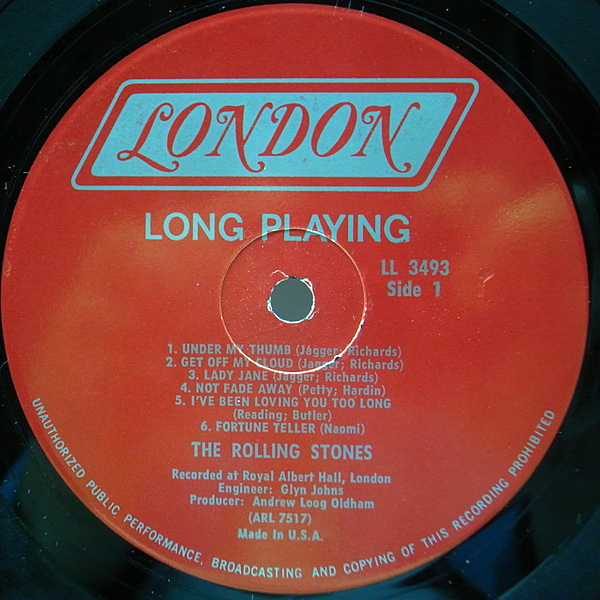 LONDON
LONG PLAYING
LL 3493
Side 1
1. UNDER MY THUMB (Jagger; Richards)
2. GET OFF MY CLOUD (Jagger; Richards)
3. LADY JANE (Jagger; Richards)
4. NOT FADE AWAY (Petty; Hardin)
5. I'VE BEEN LOVING YOU TOO LONG
(Reading; Butler)
6. FORTUNE TELLER (Naomi)
THE ROLLING STONES
Recorded at Royal Albert Hall, London
Engineer: Glyn Johns
Producer: Andrew Loog Oldham
(ARL 7517)
Made in U.S.A.
UNAUTHORIZED PUBLIC PERFORMANCE, BROADCASTING AND COPYING OF THIS RECORDING PROHIBITED